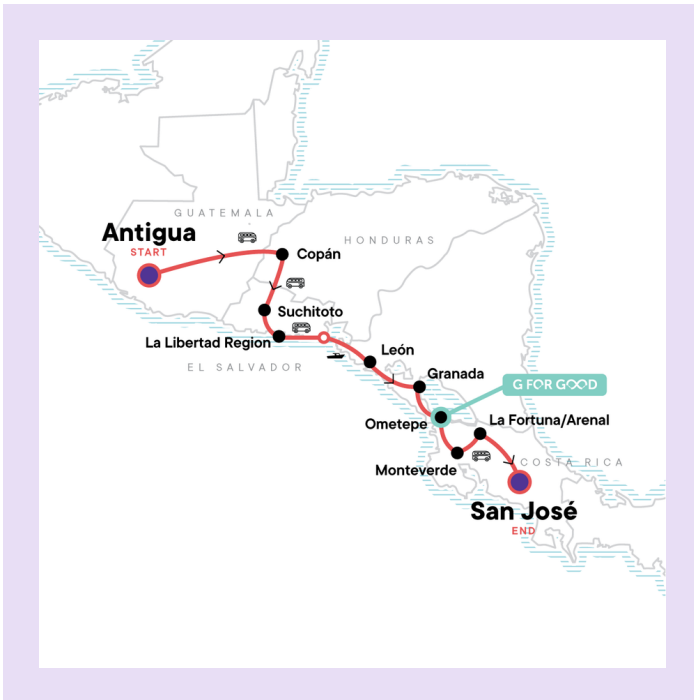 GUATEMALA
Antigua
START
HONDURAS
Copán
Suchitoto
La Libertad Region
EL SALVADOR
León
Granada
G FOR GOOD
Ometepe
La Fortuna/Arenal
Monteverde
COSTA RICA
San José
END